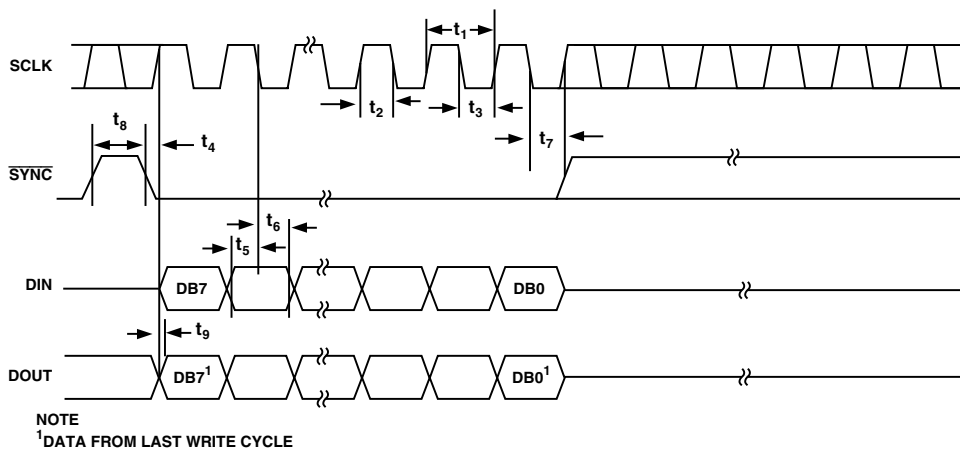 t1
SCLK
t2
t3
t8
t4
t7
SYNC
t6
t5
DIN
DB7
DB0
t9
DOUT
DB7¹
DB0¹
NOTE
¹DATA FROM LAST WRITE CYCLE